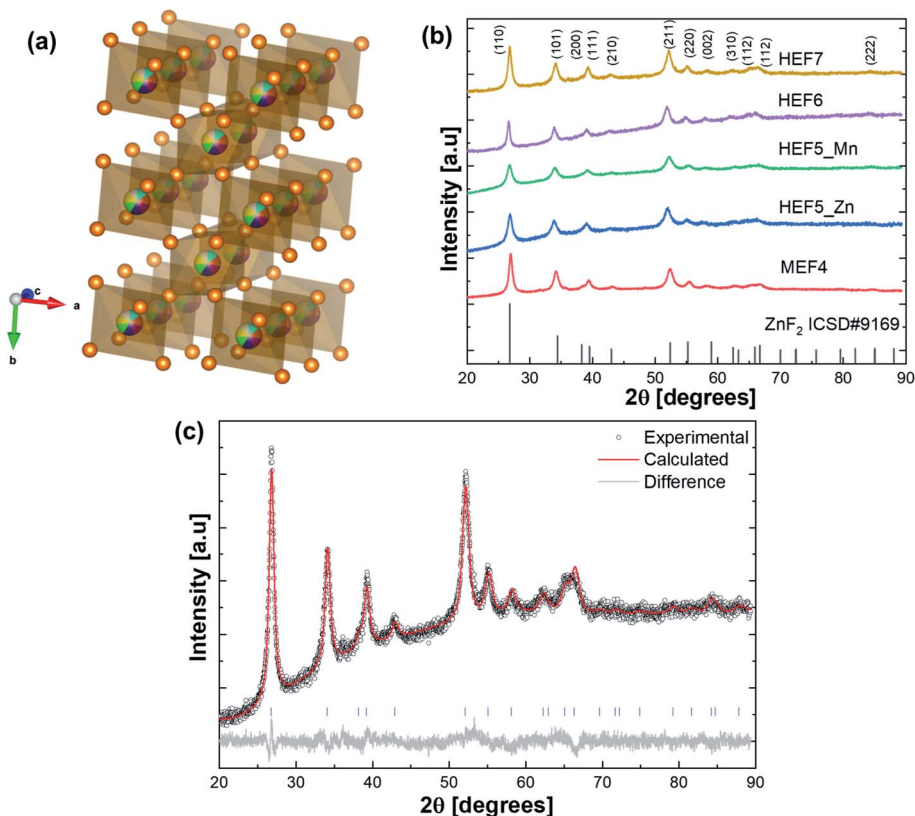 (a)
c
a
b
(b)
Intensity [a.u]
(110)
(101)
(200)
(111)
(210)
(211)
(220)
(002)
(310)
(112)
(112)
(222)
HEF7
HEF6
HEF5_Mn
HEF5_Zn
MEF4
ZnF2 ICSD#9169
20 30 40 50 60 70 80 90
2θ [degrees]
(c)
Intensity [a.u]
Experimental
Calculated
Difference
20 30 40 50 60 70 80 90
2θ [degrees]